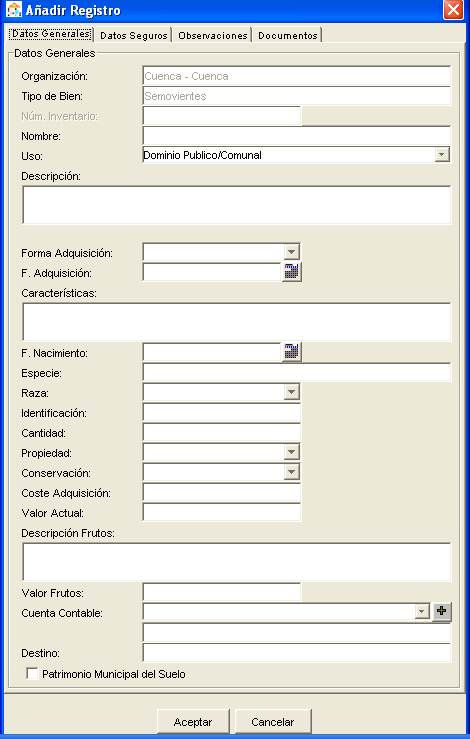 Añadir Registro
Datos Generales Datos Seguros Observaciones Documentos
Datos Generales
Organización: Cuenca - Cuenca
Tipo de Bien: Semovientes
Núm. Inventario:
Nombre:
Uso: Dominio Publico/Comunal
Descripción:
Forma Adquisición:
F. Adquisición:
Características:
F. Nacimiento:
Especie:
Raza:
Identificación:
Cantidad:
Propiedad:
Conservación:
Coste Adquisición:
Valor Actual:
Descripción Frutos:
Valor Frutos:
Cuenta Contable:
Destino:
Patrimonio Municipal del Suelo
Aceptar Cancelar